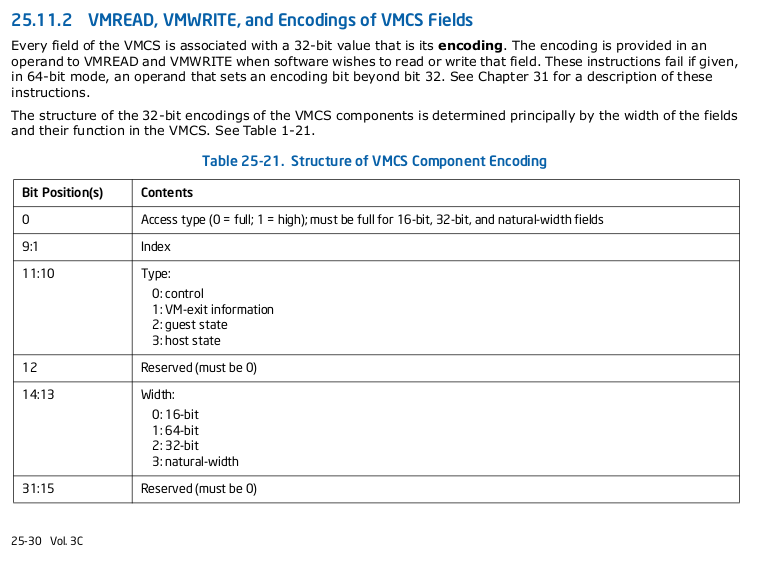 25.11.2 VMREAD, VMWRITE, and Encodings of VMCS Fields
Every field of the VMCS is associated with a 32-bit value that is its encoding. The encoding is provided in an
operand to VMREAD and VMWRITE when software wishes to read or write that field. These instructions fail if given,
in 64-bit mode, an operand that sets an encoding bit beyond bit 32. See Chapter 31 for a description of these
instructions.
The structure of the 32-bit encodings of the VMCS components is determined principally by the width of the fields
and their function in the VMCS. See Table 1-21.
Table 25-21. Structure of VMCS Component Encoding
Bit Position(s) Contents
0 Access type (0 = full; 1 = high); must be full for 16-bit, 32-bit, and natural-width fields
9:1 Index
11:10 Type:
0: control
1: VM-exit information
2: guest state
3: host state
12 Reserved (must be 0)
14:13 Width:
0: 16-bit
1: 64-bit
2: 32-bit
3: natural-width
31:15 Reserved (must be 0)
25-30 Vol. 3C